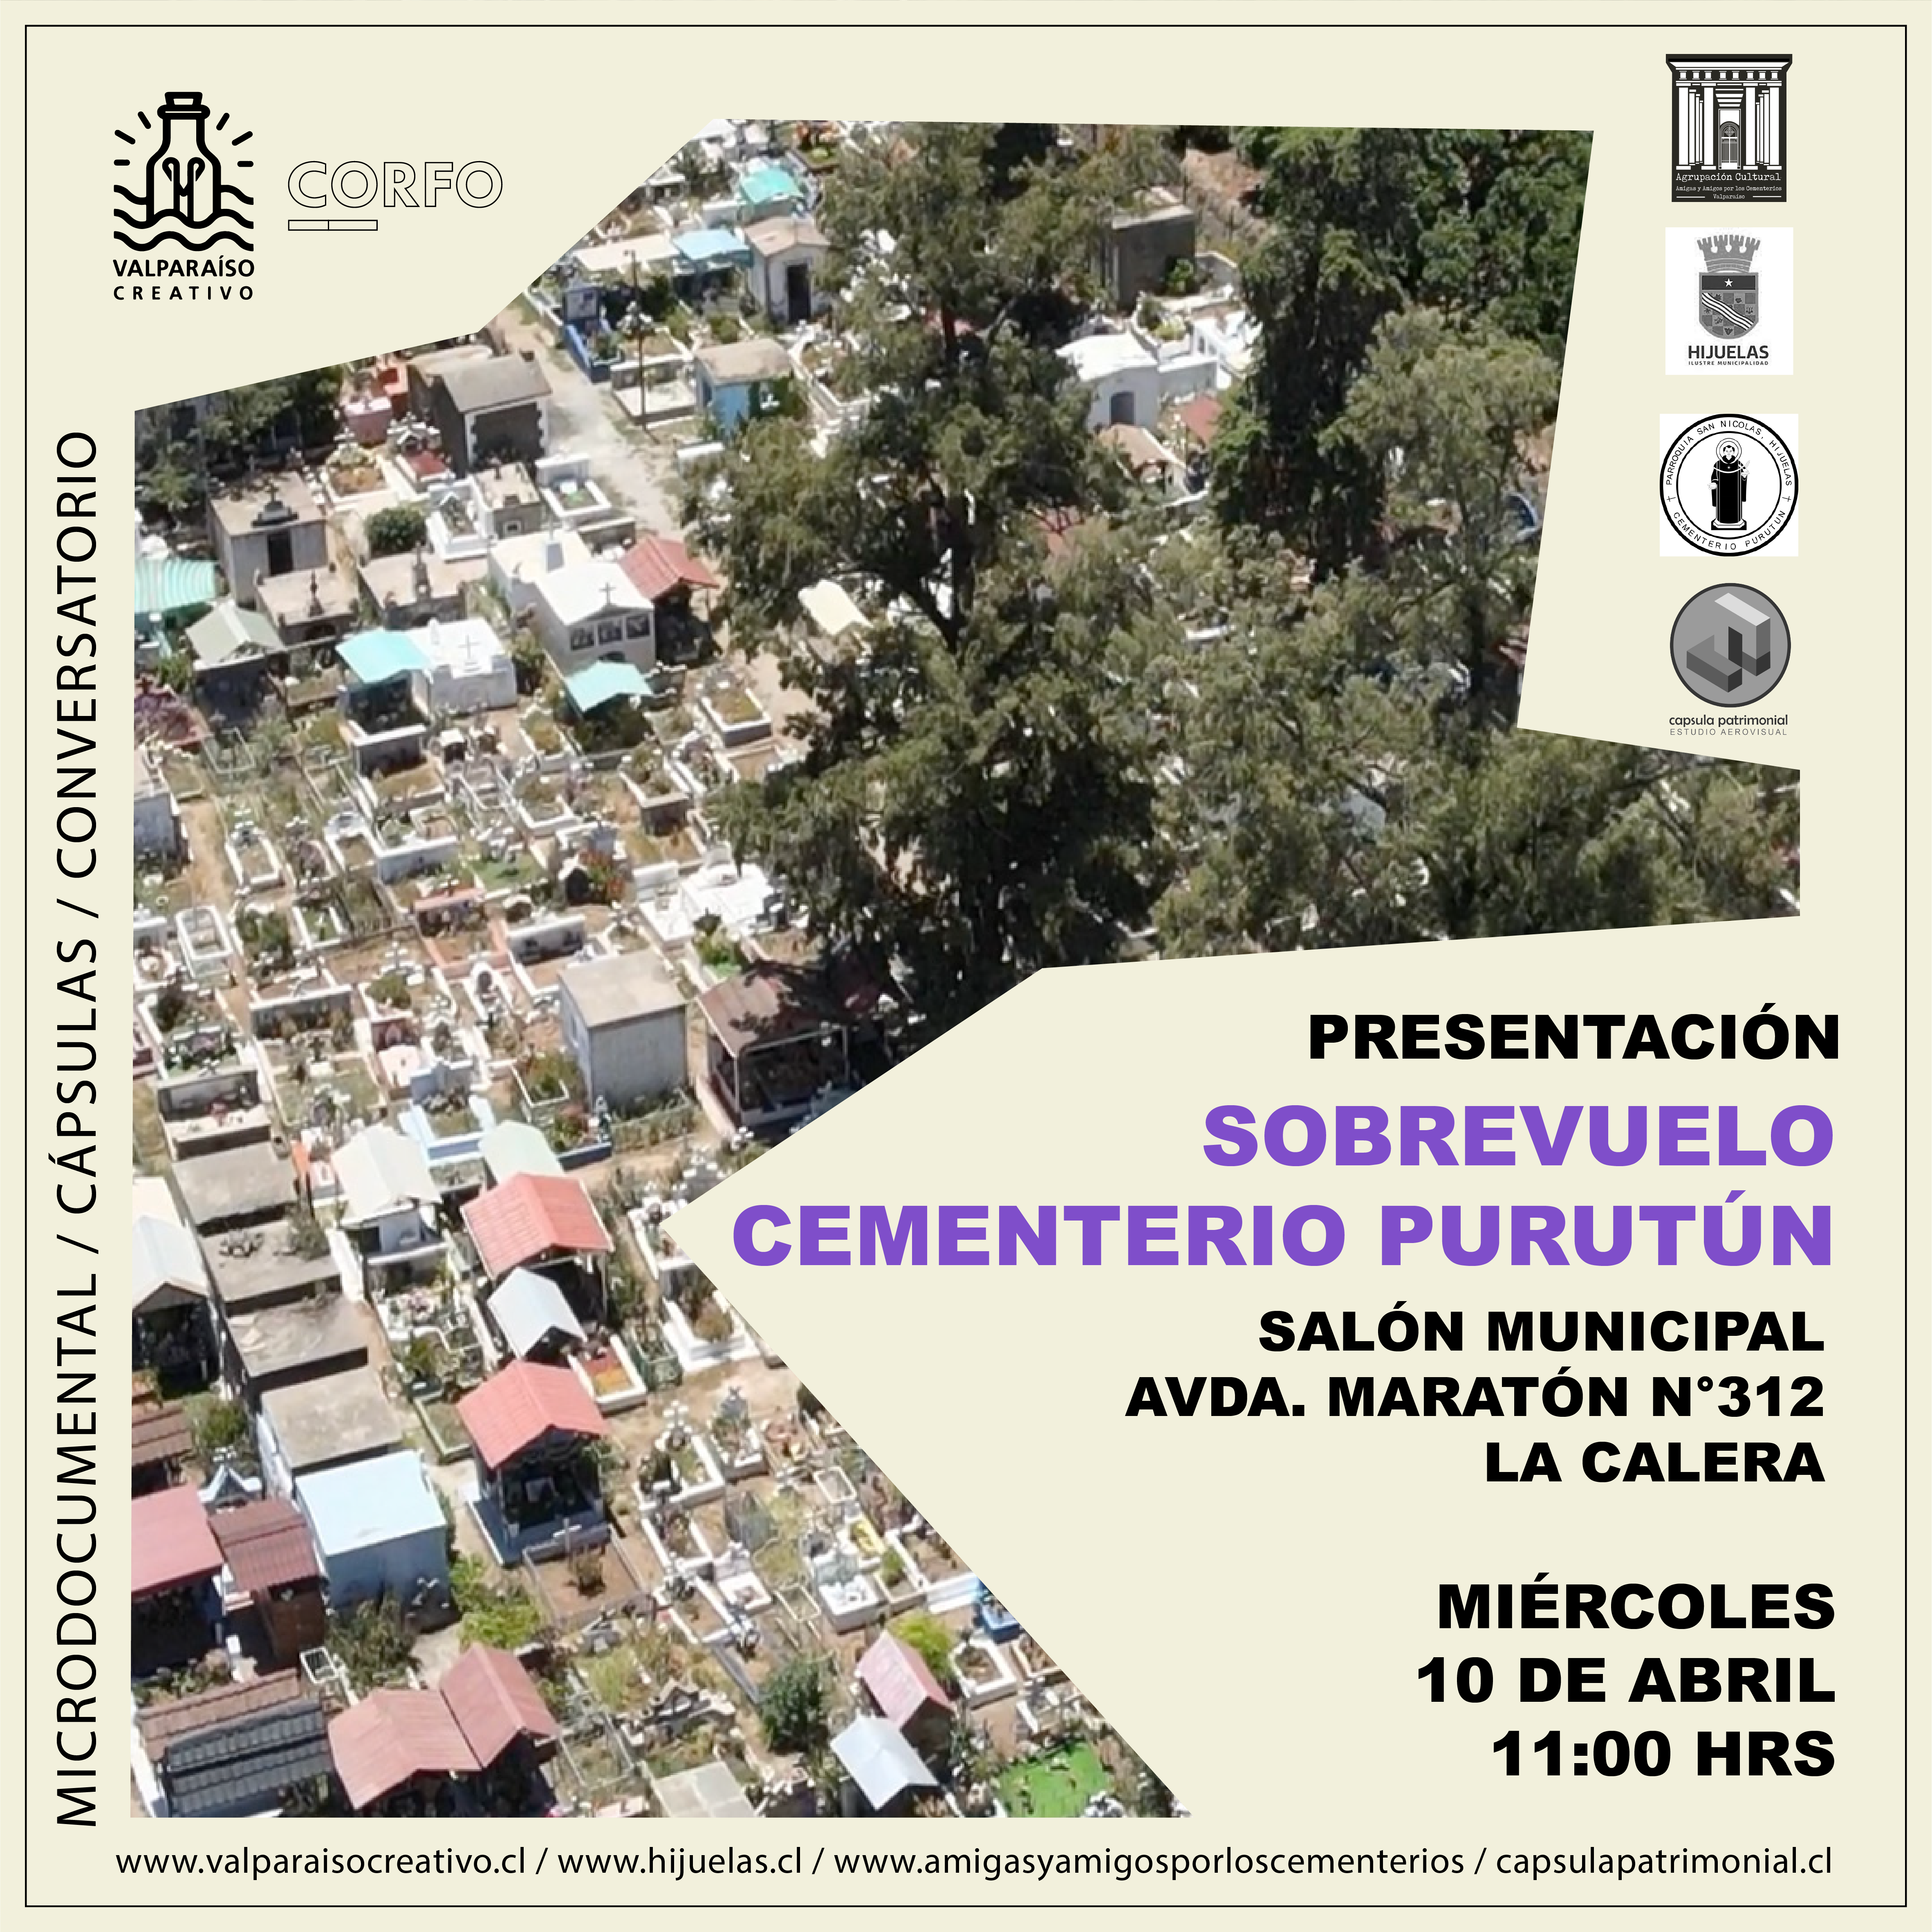 VALPARAÍSO
CREATIVO
CORFO
Agrupación Cultural
Amigas y Amigos por los Cementerios
Valparaíso
HIJUELAS
ILUSTRE MUNICIPALIDAD
PARROQUIA SAN NICOLAS, HIJUELAS
CEMENTERIO PURUTÚN
capsula patrimonial
ESTUDIO AEROVISUAL
MICRODOCUMENTAL / CÁPSULAS / CONVERSATORIO
PRESENTACIÓN
SOBREVUELO
CEMENTERIO PURUTÚN
SALÓN MUNICIPAL
AVDA. MARATÓN N°312
LA CALERA
MIÉRCOLES
10 DE ABRIL
11:00 HRS
www.valparaisocreativo.cl / www.hijuelas.cl / www.amigasyamigosporloscementerios / capsulapatrimonial.cl